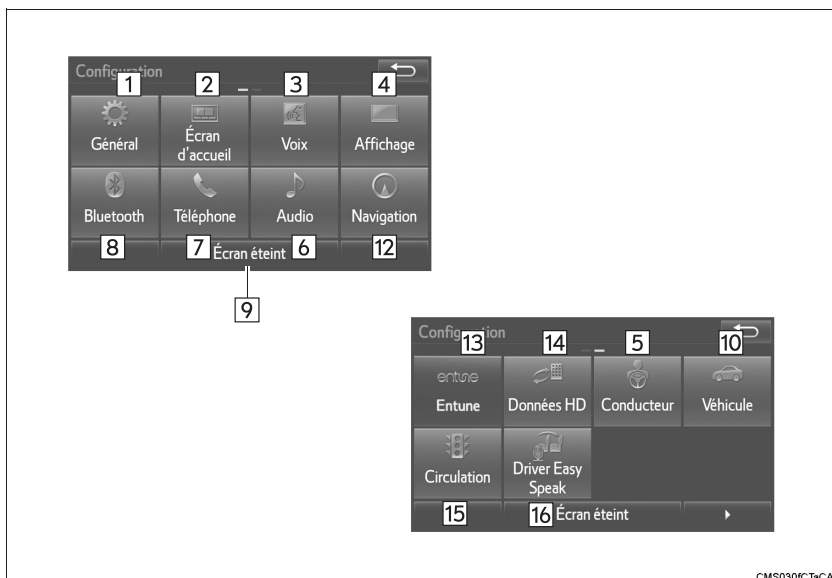 Configuration
1 2 3 4
Général
Écran
d'accueil
Voix
Affichage
Bluetooth
Téléphone
Audio
Navigation
8 7 Écran éteint 6 12
9
Configuration
13 14 5 10
entune
Entune
Données HD
Conducteur
Véhicule
Circulation
Driver Easy
Speak
15 16 Écran éteint
CMS030fCTaCA